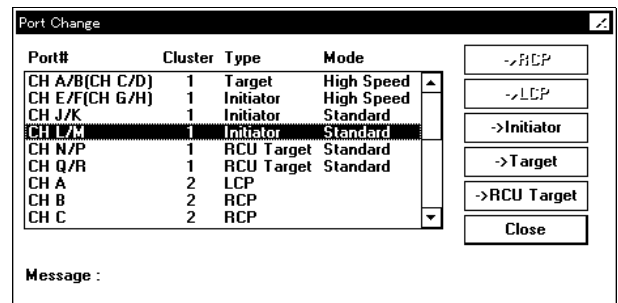 Port Change
Port# Cluster Type Mode
CH A/B(CH C/D) 1 Target High Speed
CH E/F(CH G/H) 1 Initiator High Speed
CH J/K 1 Initiator Standard
CH L/M 1 Initiator Standard
CH N/P 1 RCU Target Standard
CH Q/R 1 RCU Target Standard
CH A 2 LCP
CH B 2 RCP
CH C 2 RCP
->RCP
->LCP
->Initiator
->Target
->RCU Target
Close
Message :